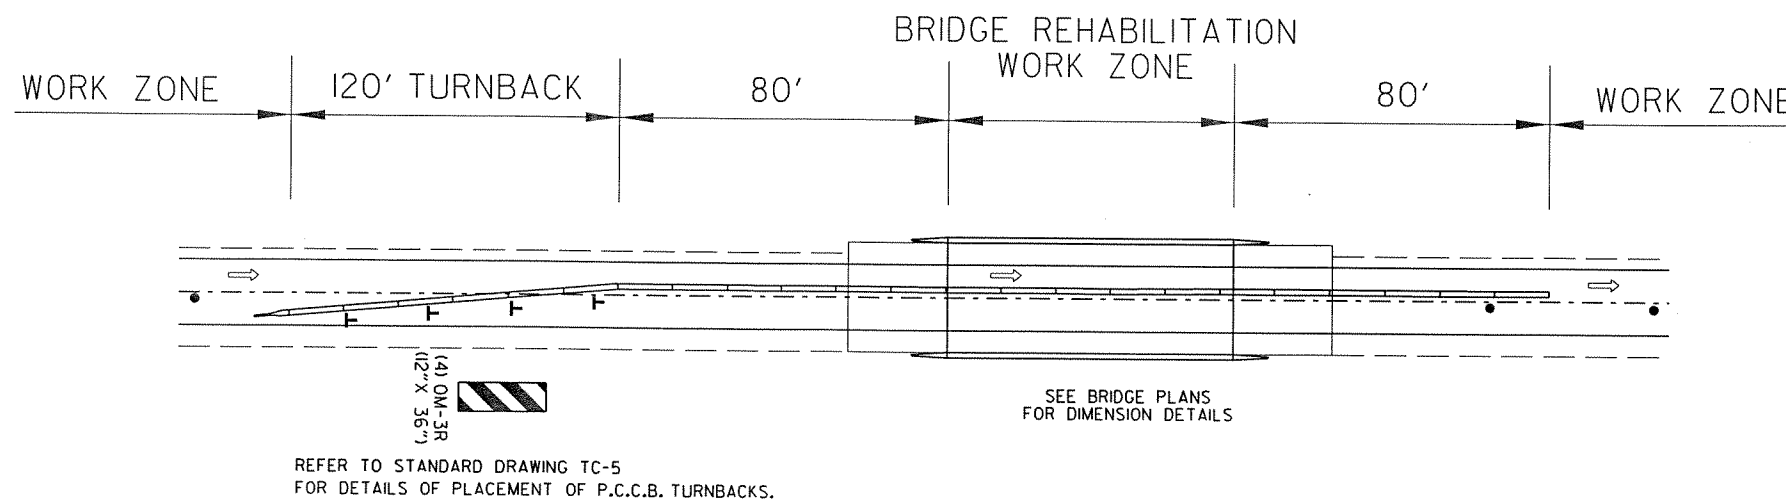 BRIDGE REHABILITATION
WORK ZONE
WORK ZONE
120' TURNBACK
80'
80'
WORK ZONE
(4) OM-3R
(12"X 36")
SEE BRIDGE PLANS
FOR DIMENSION DETAILS
REFER TO STANDARD DRAWING TC-5
FOR DETAILS OF PLACEMENT OF P.C.C.B. TURNBACKS.